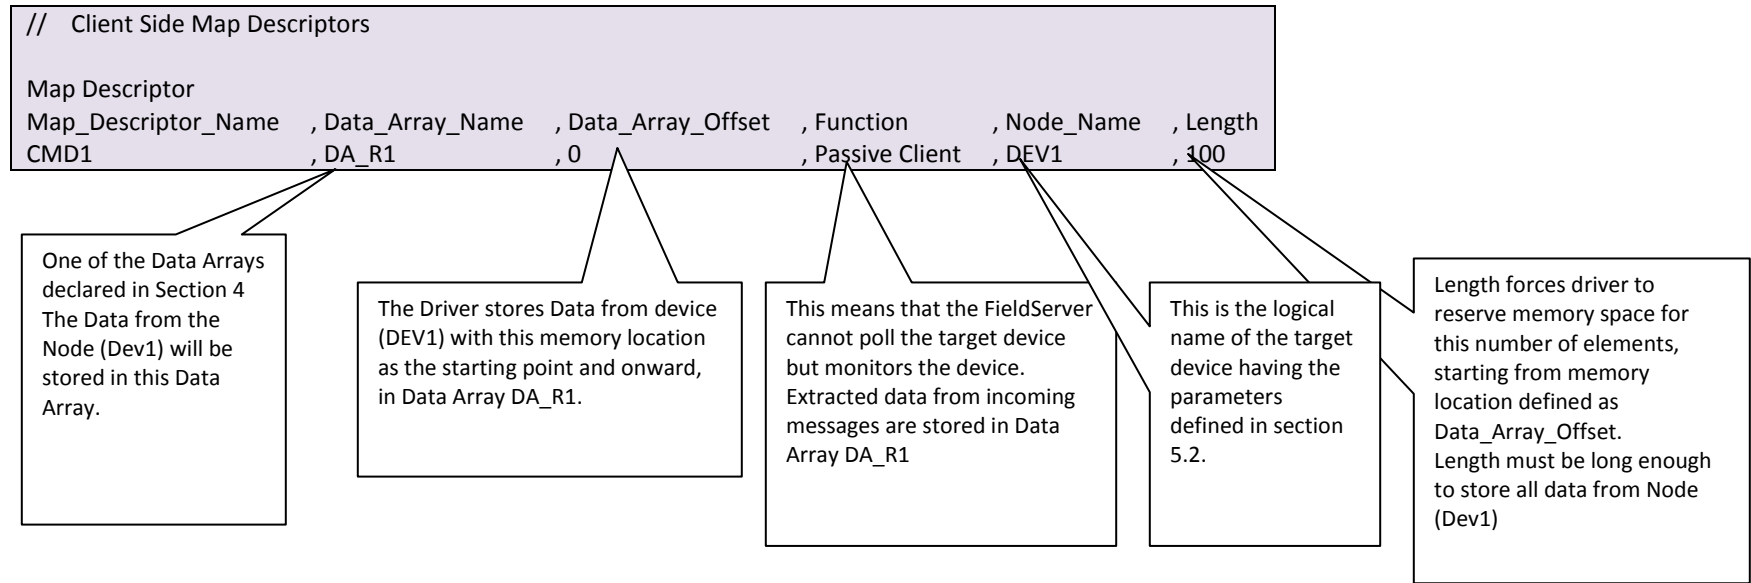 // Client Side Map Descriptors
Map Descriptor
Map_Descriptor_Name , Data_Array_Name , Data_Array_Offset , Function , Node_Name , Length
CMD1 , DA_R1 , 0 , Passive Client , DEV1 , 100
One of the Data Arrays
declared in Section 4
The Data from the
Node (Dev1) will be
stored in this Data
Array.
The Driver stores Data from device
(DEV1) with this memory location
as the starting point and onward,
in Data Array DA_R1.
This means that the FieldServer
cannot poll the target device
but monitors the device.
Extracted data from incoming
messages are stored in Data
Array DA_R1
This is the logical
name of the target
device having the
parameters
defined in section
5.2.
Length forces driver to
reserve memory space for
this number of elements,
starting from memory
location defined as
Data_Array_Offset.
Length must be long enough
to store all data from Node
(Dev1)